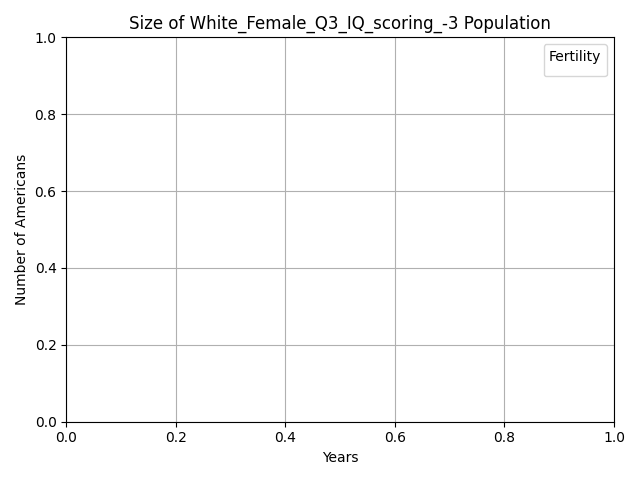 Size of White_Female_Q3_IQ_scoring_-3 Population
Fertility
Number of Americans
1.0
0.8
0.6
0.4
0.2
0.0
0.0 0.2 0.4 0.6 0.8 1.0
Years